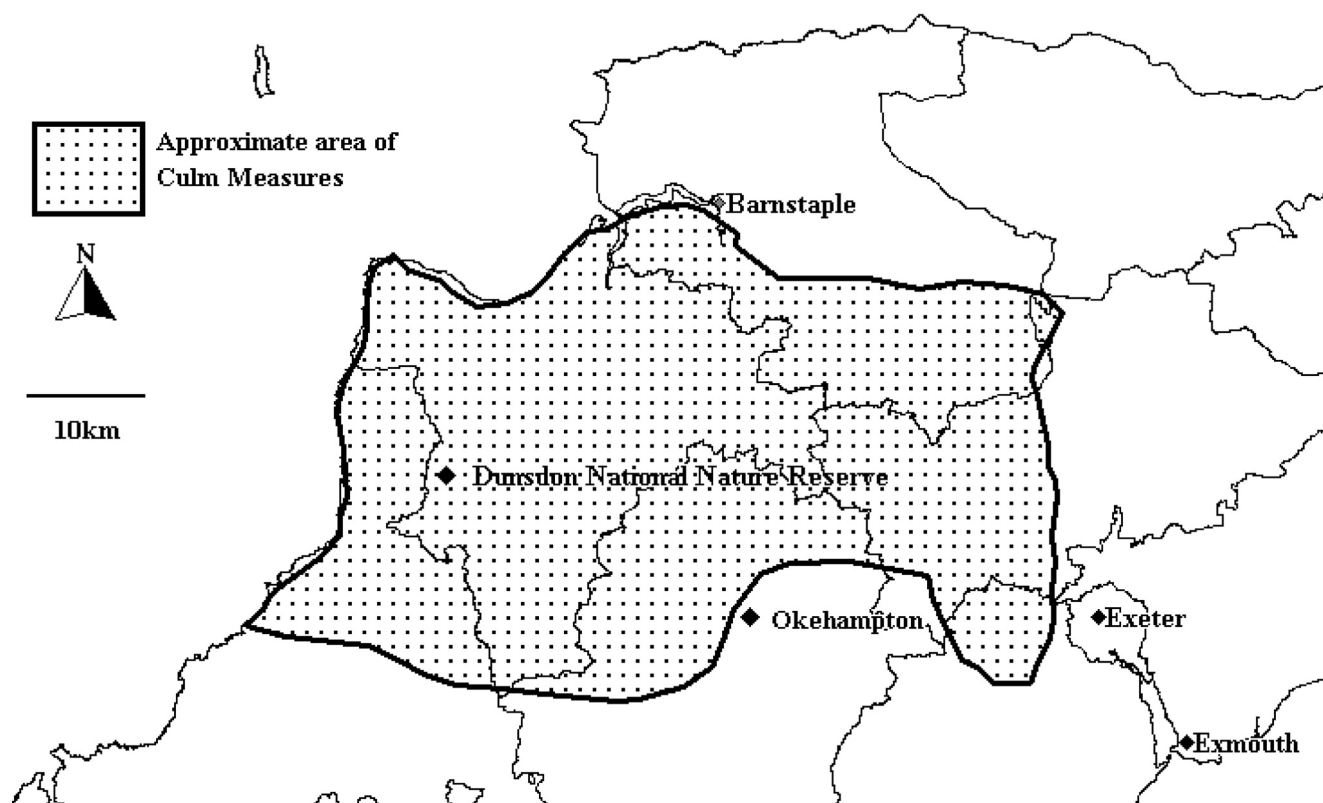 Approximate area of
Culm Measures
N
10km
Barnstaple
Dunsdon National Nature Reserve
Okehampton
Exeter
Exmouth